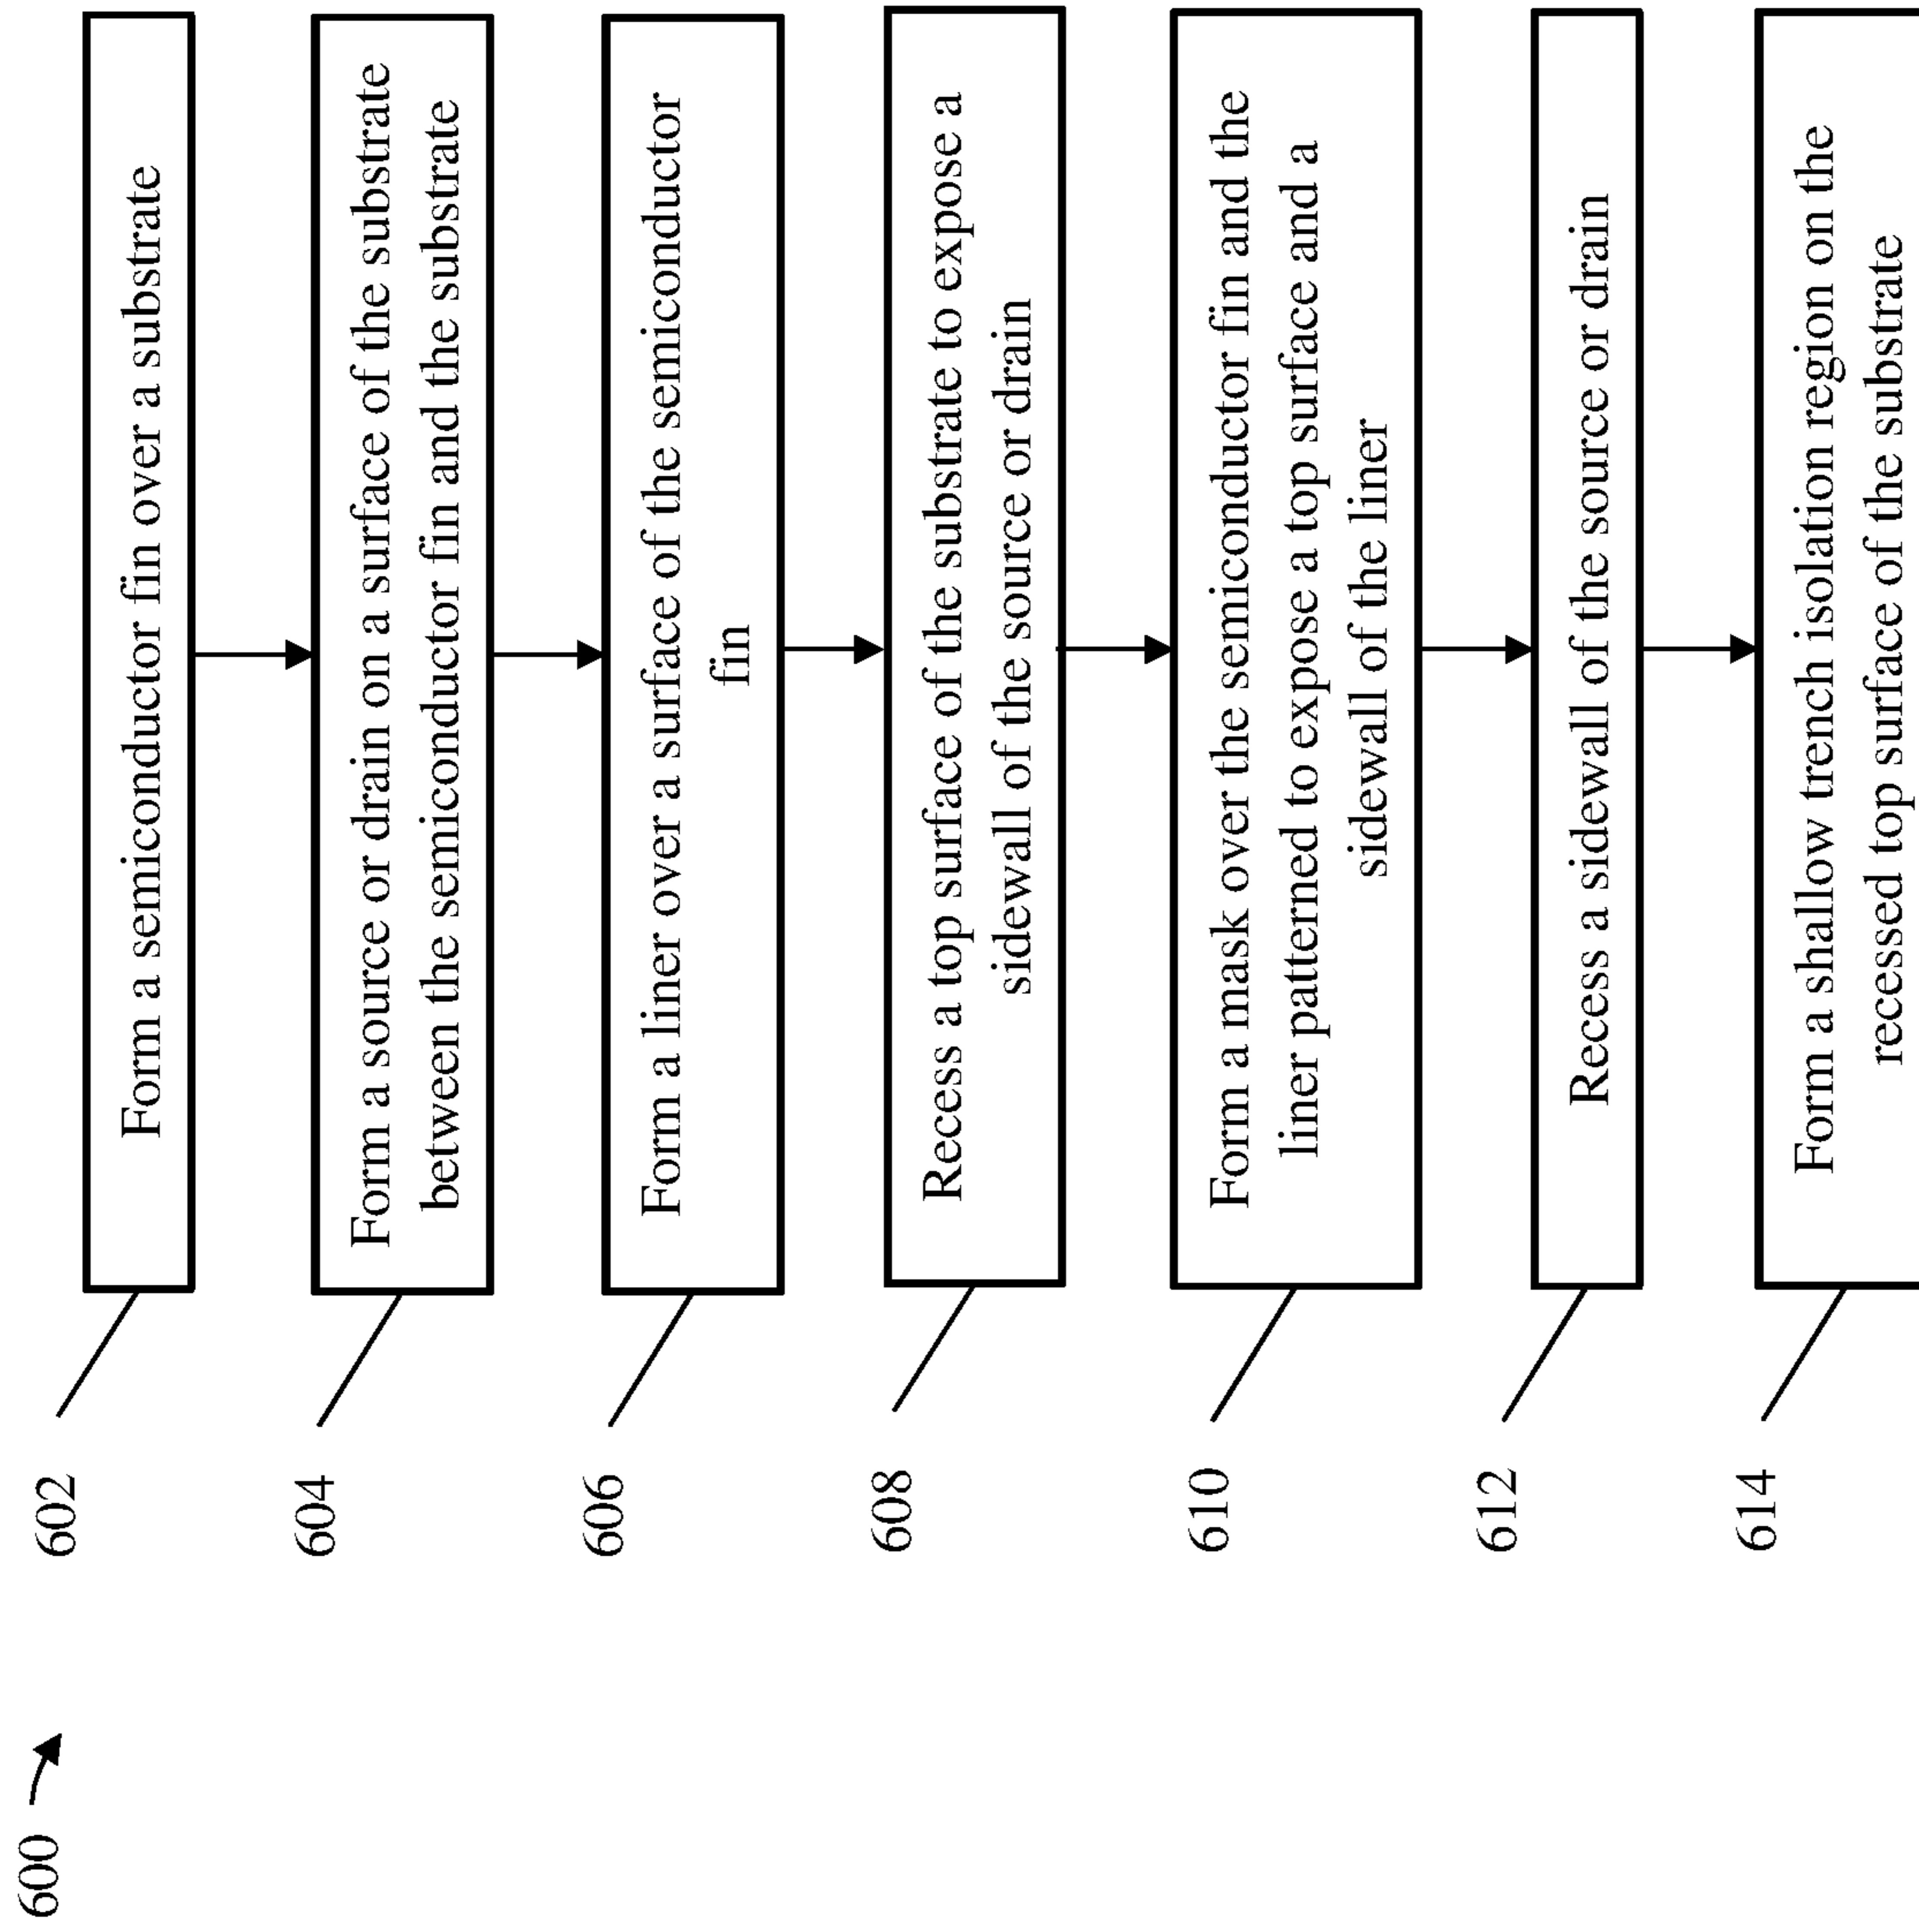 600
602
Form a semiconductor fin over a substrate
604
Form a source or drain on a surface of the substrate
between the semiconductor fin and the substrate
606
Form a liner over a surface of the semiconductor
fin
608
Recess a top surface of the substrate to expose a
sidewall of the source or drain
610
Form a mask over the semiconductor fin and the
liner patterned to expose a top surface and a
sidewall of the liner
612
Recess a sidewall of the source or drain
614
Form a shallow trench isolation region on the
recessed top surface of the substrate